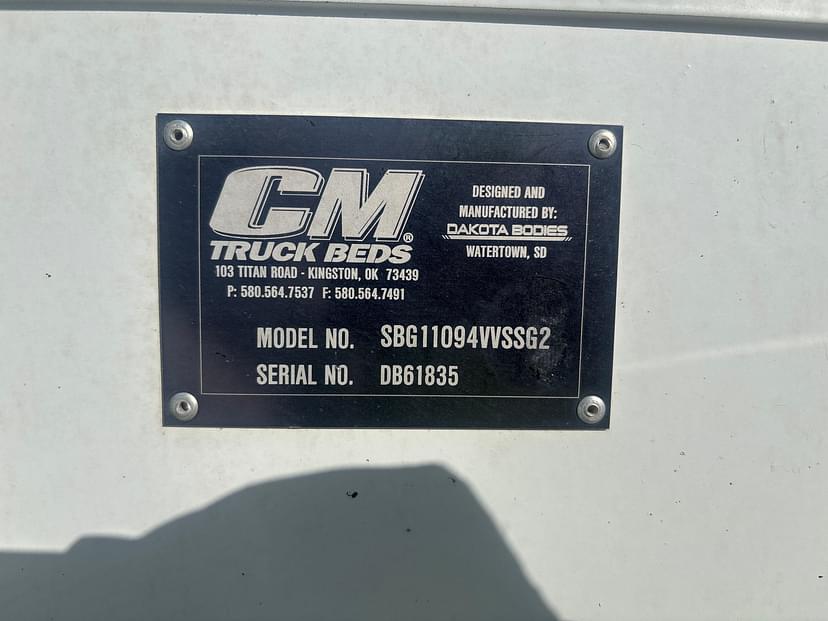 CM®
TRUCK BEDS
103 TITAN ROAD - KINGSTON, OK 73439
P: 580.564.7537 F: 580.564.7491
DESIGNED AND
MANUFACTURED BY:
DAKOTA BODIES
WATERTOWN, SD
MODEL NO. SBG11094VVSSG2
SERIAL NO. DB61835